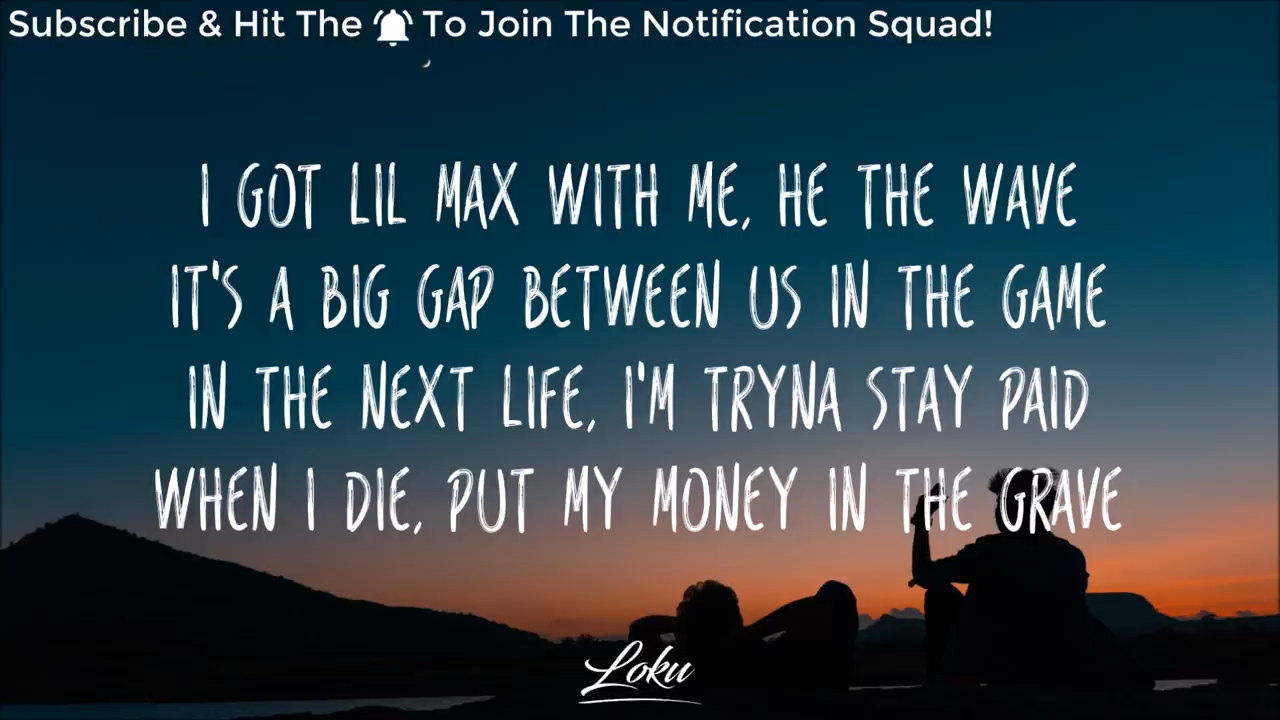 Subscribe & Hit The To Join The Notification Squad!
I GOT LIL MAX WITH ME, HE THE WAVE
IT'S A BIG GAP BETWEEN US IN THE GAME
IN THE NEXT LIFE, I'M TRYNA STAY PAID
WHEN I DIE, PUT MY MONEY IN THE GRAVE
Loku